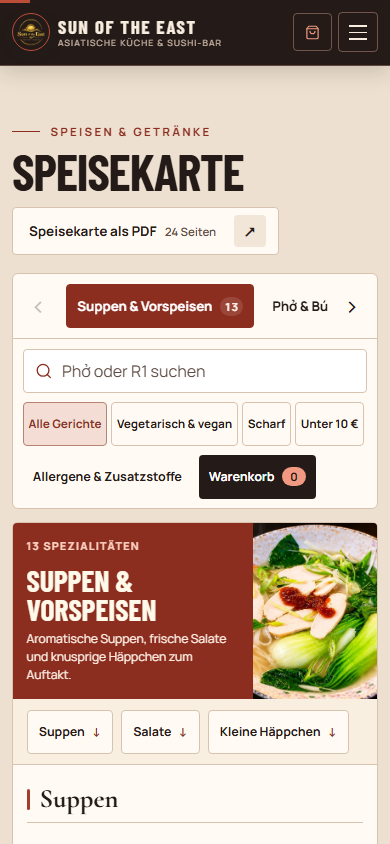 SUN OF THE EAST
ASIATISCHE KÜCHE & SUSHI-BAR
SPEISEN & GETRÄNKE
SPEISEKARTE
Speisekarte als PDF 24 Seiten ↗
Suppen & Vorspeisen 13 Phở & Bú
Phở oder R1 suchen
Alle Gerichte Vegetarisch & vegan Scharf Unter 10 €
Allergene & Zusatzstoffe Warenkorb 0
13 SPEZIALITÄTEN
SUPPEN &
VORSPEISEN
Aromatische Suppen, frische Salate
und knusprige Häppchen zum
Auftakt.
Suppen ↓ Salate ↓ Kleine Häppchen ↓
Suppen